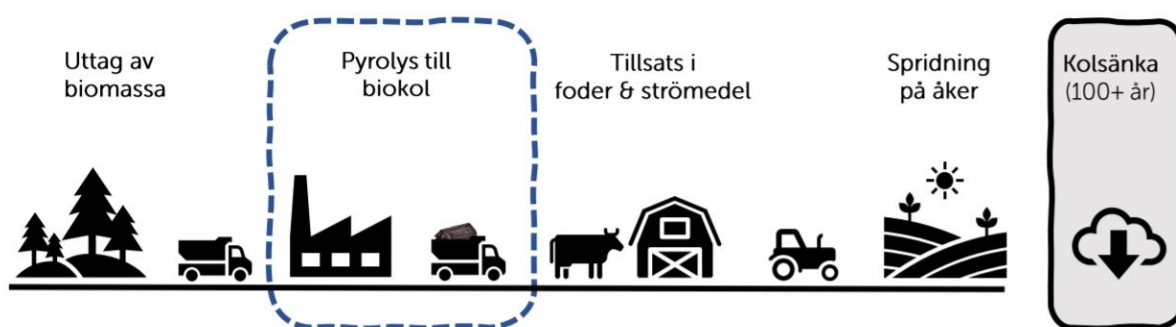 Uttag av
biomassa
Pyrolys till
biokol
Tillsats i
foder & strömedel
Spridning
på åker
Kolsänka
(100+ år)